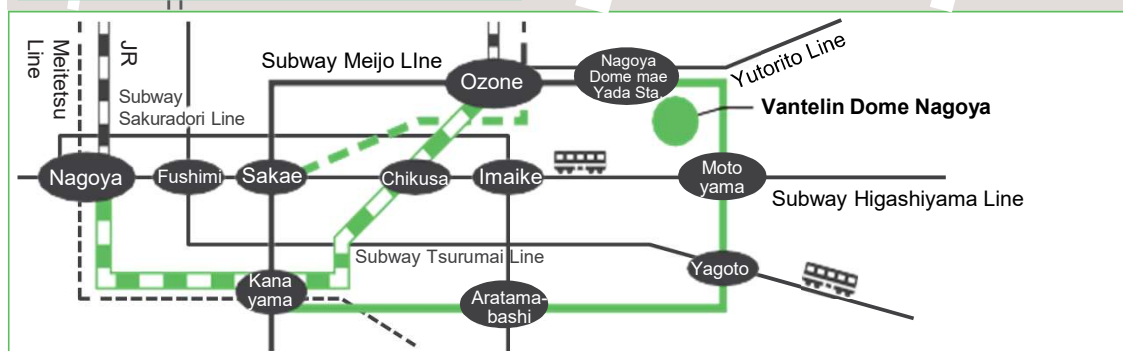 Meitetsu
Line
JR
Subway Meijo LIne
Ozone
Nagoya
Dome mae
Yada Sta.
Yutorito Line
Subway
Sakuradori Line
Vantelin Dome Nagoya
Nagoya
Fushimi
Sakae
Chikusa
Imaike
Moto
yama
Subway Higashiyama Line
Subway Tsurumai Line
Yagoto
Kana
yama
Aratama-
bashi